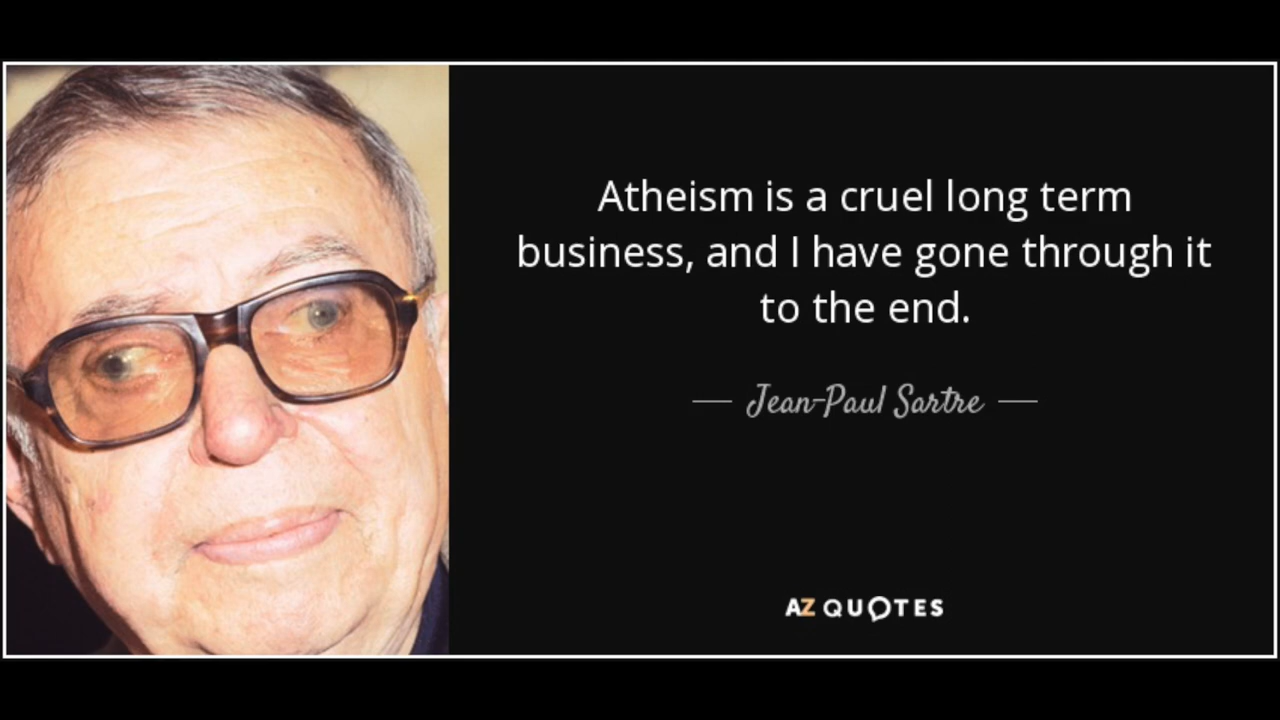 Atheism is a cruel long term
business, and I have gone through it
to the end.
Jean-Paul Sartre
AZ QUOTES